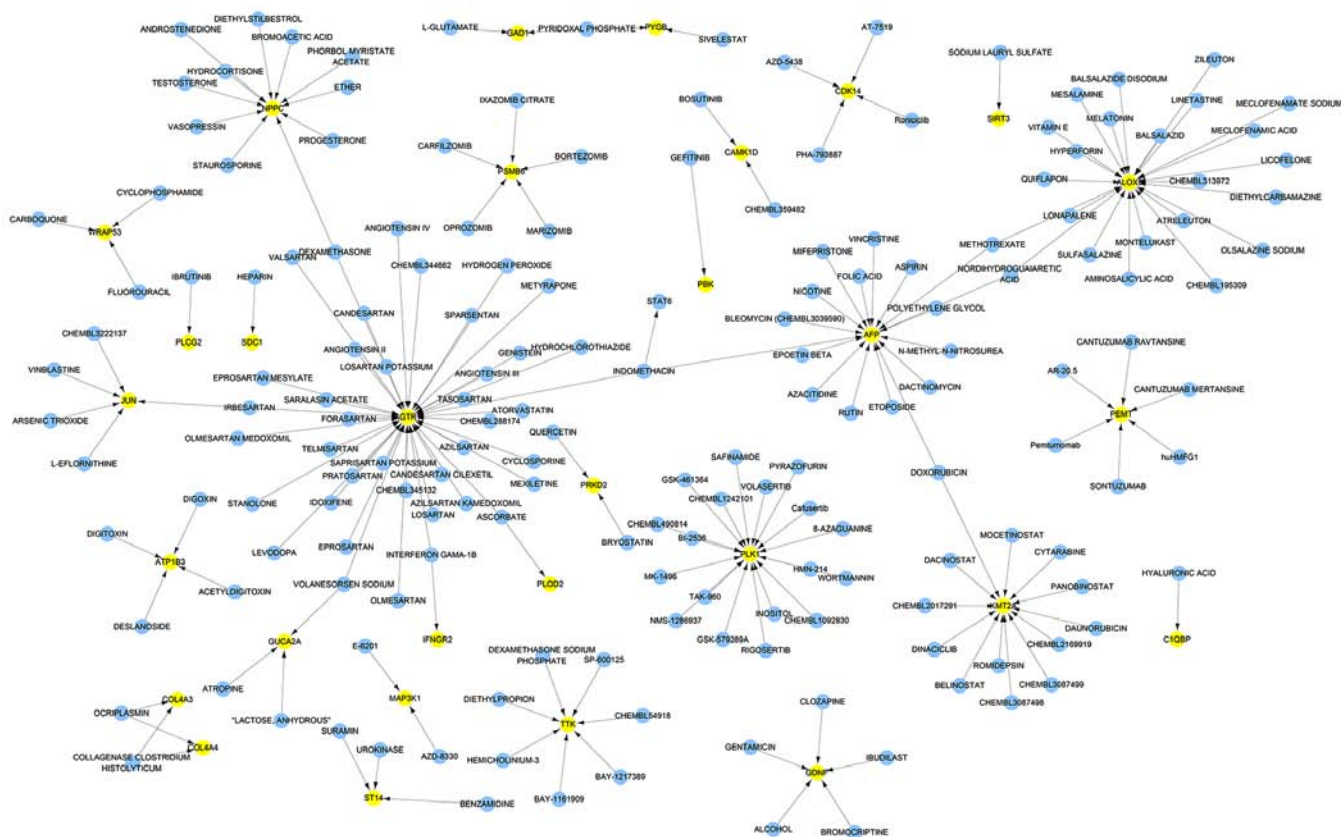 DIETHYLSTILBESTROL
ANDROSTENEDIONE
BROMOACETIC ACID
PHORBOL MYRISTATE
ACETATE
HYDROCORTISONE
TESTOSTERONE
ETHER
NPPC
VASOPRESSIN
PROGESTERONE
STAUROSPORINE
L-GLUTAMATE
GAD1
PYRIDOXAL PHOSPHATE
PYGB
SIVELESTAT
AT-7519
AZD-5438
CDK14
Roniciclib
PHA-793887
SODIUM LAURYL SULFATE
SIRT3
ZILEUTON
BALSALAZIDE DISODIUM
MESALAMINE
LINETASTINE
MECLOFENAMATE SODIUM
MELATONIN
VITAMIN E
BALSALAZID
MECLOFENAMIC ACID
HYPERFORIN
LICOFELONE
QUIFLAPON
ALOX5
CHEMBL313972
DIETHYLCARBAMAZINE
LONAPALENE
ATRELEUTON
METHOTREXATE
MONTELUKAST
OLSALAZINE SODIUM
SULFASALAZINE
NORDIHYDROGUAIARETIC
ACID
AMINOSALICYLIC ACID
CHEMBL195309
IXAZOMIB CITRATE
CARFILZOMIB
BORTEZOMIB
PSMB6
OPROZOMIB
MARIZOMIB
BOSUTINIB
CAMK1D
GEFITINIB
CHEMBL359482
PBK
CYCLOPHOSPHAMIDE
CARBOQUONE
WRAP53
FLUOROURACIL
IBRUTINIB
PLCG2
HEPARIN
SDC1
ANGIOTENSIN IV
DEXAMETHASONE
VALSARTAN
CHEMBL344662
HYDROGEN PEROXIDE
METYRAPONE
STAT6
CANDESARTAN
SPARSENTAN
ANGIOTENSIN II
LOSARTAN POTASSIUM
GENISTEIN
HYDROCHLOROTHIAZIDE
ANGIOTENSIN III
INDOMETHACIN
EPROSARTAN MESYLATE
SARALASIN ACETATE
TASOSARTAN
IRBESARTAN
FORASARTAN
GTR
CHEMBL288174
ATORVASTATIN
OLMESARTAN MEDOXOMIL
QUERCETIN
TELMISARTAN
AZILSARTAN
SAPRISARTAN POTASSIUM
CYCLOSPORINE
PRATOSARTAN
CANDESARTAN CILEXETIL
MEXILETINE
STANOLONE
CHEMBL345132
IDOXIFENE
AZILSARTAN KAMEDOXOMIL
LOSARTAN
ASCORBATE
LEVODOPA
EPROSARTAN
INTERFERON GAMA-1B
VOLANESORSEN SODIUM
OLMESARTAN
PLOD2
IFNGR2
PRKD2
BRYOSTATIN
CHEMBL3222137
VINBLASTINE
JUN
ARSENIC TRIOXIDE
L-EFLORNITHINE
VINCRISTINE
MIFEPRISTONE
FOLIC ACID
ASPIRIN
NICOTINE
POLYETHYLENE GLYCOL
BLEOMYCIN (CHEMBL3039590)
AFP
EPOETIN BETA
N-METHYL-N-NITROSUREA
AZACITIDINE
DACTINOMYCIN
RUTIN
ETOPOSIDE
DOXORUBICIN
CANTUZUMAB RAVTANSINE
AR-20.5
CANTUZUMAB MERTANSINE
PEMT
Pemtumomab
huHMFG1
SONTUZUMAB
DIGOXIN
DIGITOXIN
ATP1B3
ACETYLDIGITOXIN
DESLANOSIDE
GUCA2A
ATROPINE
"LACTOSE, ANHYDROUS"
SAFINAMIDE
GSK-461364
PYRAZOFURIN
VOLASERTIB
CHEMBL1242101
Cafusertib
CHEMBL490814
8-AZAGUANINE
BI-2536
PLK1
HMN-214
MK-1496
WORTMANNIN
TAK-960
NMS-1286937
INOSITOL
CHEMBL1092930
GSK-579289A
RIGOSERTIB
MOCETINOSTAT
DACINOSTAT
CYTARABINE
PANOBINOSTAT
CHEMBL2017291
KMT2A
DAUNORUBICIN
DINACICLIB
CHEMBL2169919
ROMIDEPSIN
BELINOSTAT
CHEMBL3087499
CHEMBL3087498
HYALURONIC ACID
C1QBP
COL4A3
OCRIPLASMIN
COL4A4
COLLAGENASE CLOSTRIDIUM
HISTOLYTICUM
E-6201
MAP3K1
AZD-8330
SURAMIN
UROKINASE
ST14
BENZAMIDINE
DEXAMETHASONE SODIUM
PHOSPHATE
SP-600125
DIETHYLPROPION
CHEMBL54918
TTK
HEMICHOLINIUM-3
BAY-1217389
BAY-1161909
CLOZAPINE
GENTAMICIN
IBUDILAST
GDNF
ALCOHOL
BROMOCRIPTINE